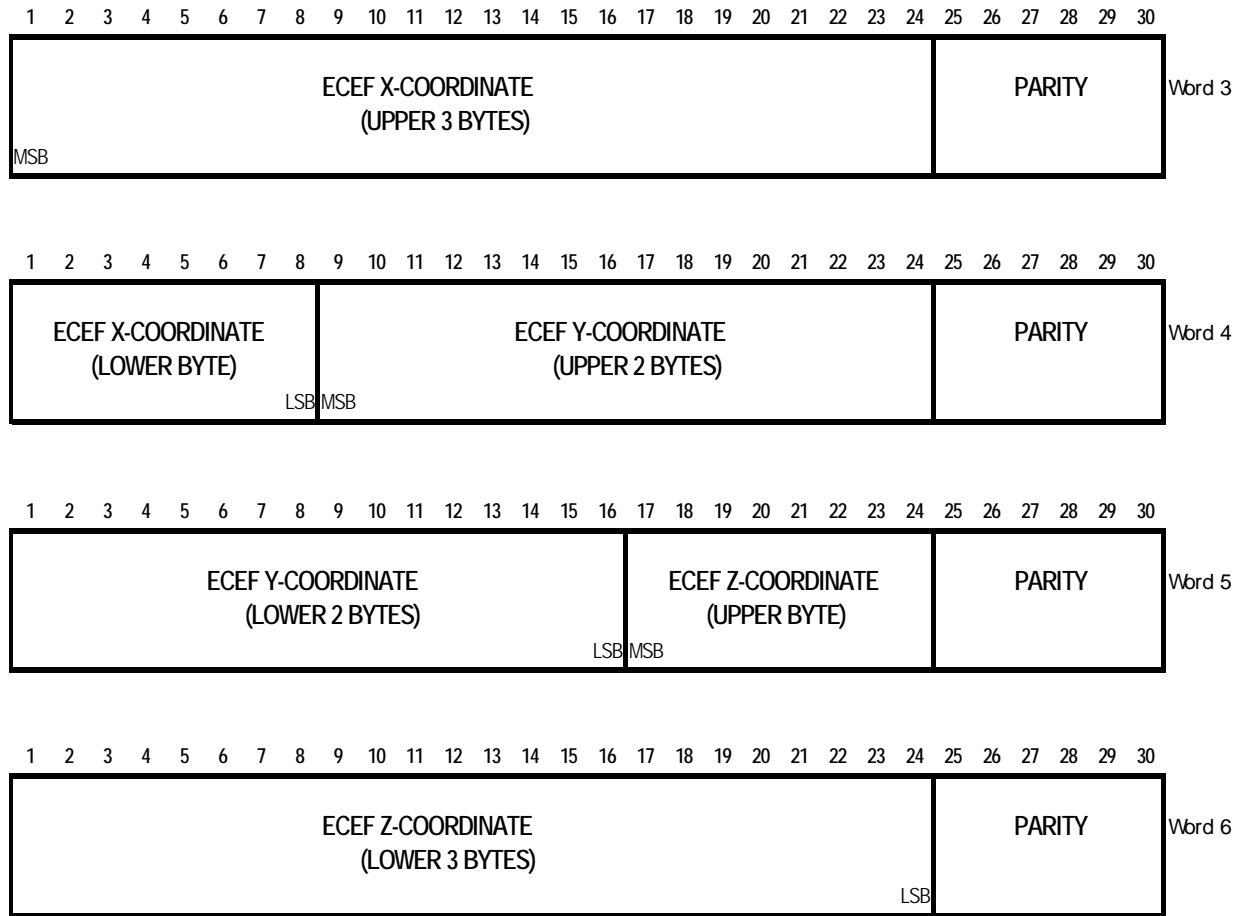 1 2 3 4 5 6 7 8 9 10 11 12 13 14 15 16 17 18 19 20 21 22 23 24 25 26 27 28 29 30
ECEF X-COORDINATE
(UPPER 3 BYTES)
PARITY
Word 3
MSB
1 2 3 4 5 6 7 8 9 10 11 12 13 14 15 16 17 18 19 20 21 22 23 24 25 26 27 28 29 30
ECEF X-COORDINATE
(LOWER BYTE)
LSB
ECEF Y-COORDINATE
(UPPER 2 BYTES)
MSB
PARITY
Word 4
1 2 3 4 5 6 7 8 9 10 11 12 13 14 15 16 17 18 19 20 21 22 23 24 25 26 27 28 29 30
ECEF Y-COORDINATE
(LOWER 2 BYTES)
LSB
ECEF Z-COORDINATE
(UPPER BYTE)
MSB
PARITY
Word 5
1 2 3 4 5 6 7 8 9 10 11 12 13 14 15 16 17 18 19 20 21 22 23 24 25 26 27 28 29 30
ECEF Z-COORDINATE
(LOWER 3 BYTES)
LSB
PARITY
Word 6